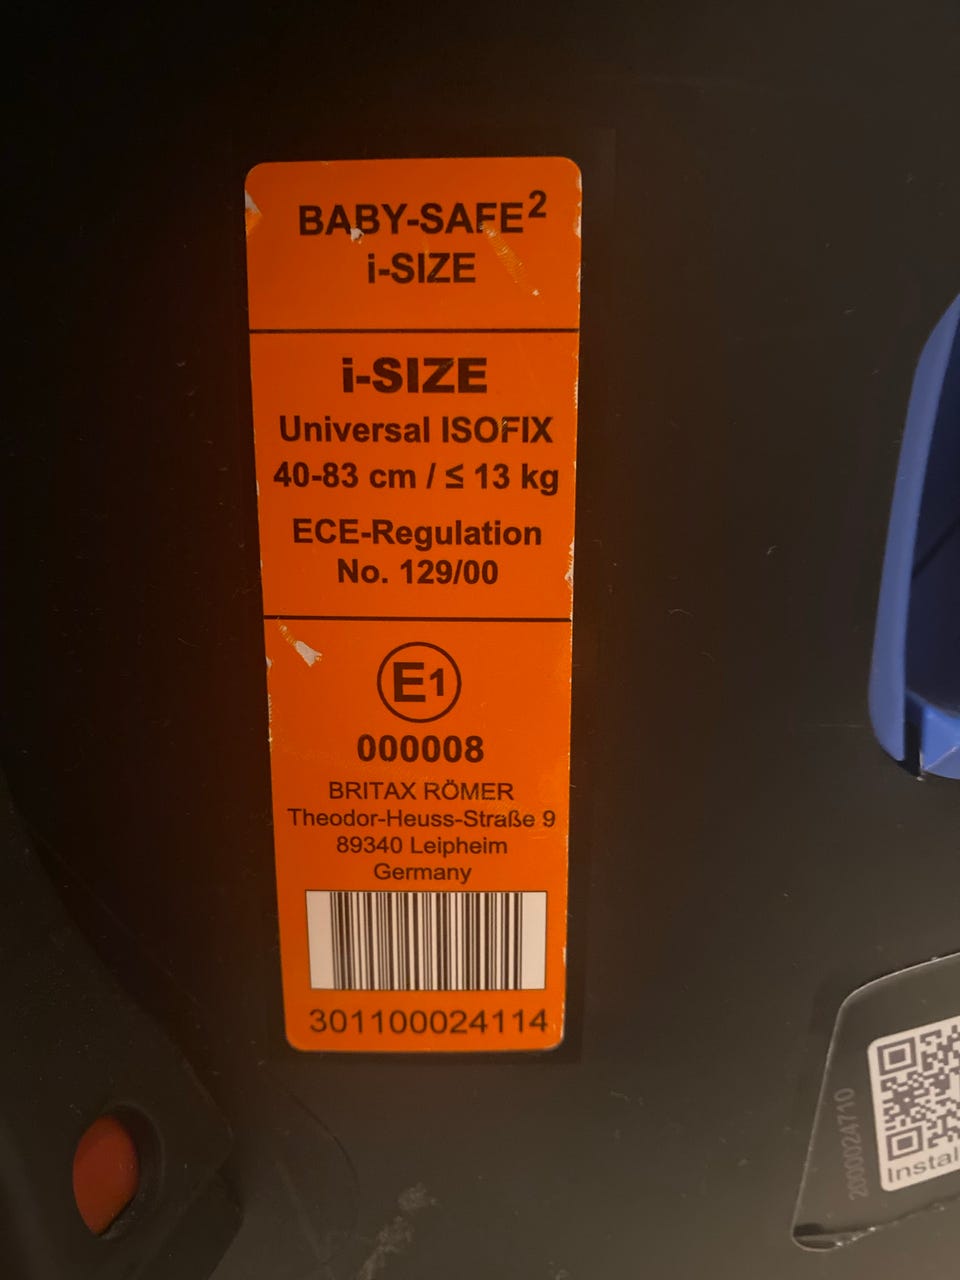 BABY-SAFE²
i-SIZE
i-SIZE
Universal ISOFIX
40-83 cm / ≤ 13 kg
ECE-Regulation
No. 129/00
E1
000008
BRITAX RÖMER
Theodor-Heuss-Straße 9
89340 Leipheim
Germany
301100024114
2000024710
Instal